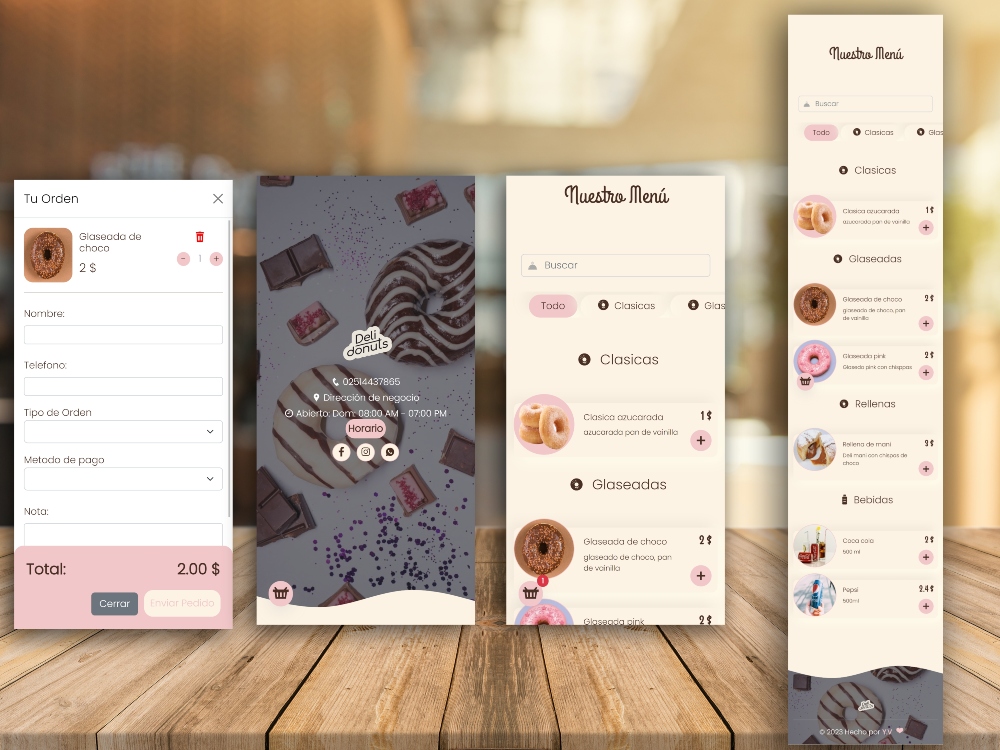 Tu Orden
Glaseada de
choco
2 $
- 1 +
Nombre:
Telefono:
Tipo de Orden
Metodo de pago
Nota:
Total: 2.00 $
Cerrar Enviar Pedido
Deli
donuts
02514437865
Dirección de negocio
Abierto: Dom: 08:00 AM - 07:00 PM
Horario
Nuestro Menú
Buscar
Todo Clasicas Glas
Clasicas
Clasica azucarada 1 $
azucarada pan de vainilla
+
Glaseadas
Glaseada de choco 2 $
glaseado de choco, pan
de vainilla
+
1
Glaseada pink 2 $
Nuestro Menú
Buscar
Todo Clasicas Glas
Clasicas
Clasica azucarada 1 $
azucarada pan de vainilla
+
Glaseadas
Glaseada de choco 2 $
glaseado de choco, pan
de vainilla
+
Glaseada pink 2 $
Glaseda pink con chisppas
+
Rellenas
Rellena de mani 2 $
Deli mani con chispas de
choco.
+
Bebidas
Coca cola 2 $
500 ml
+
Pepsi 2.4 $
500ml
+
Deli
donuts
© 2023 Hecho por Y.V